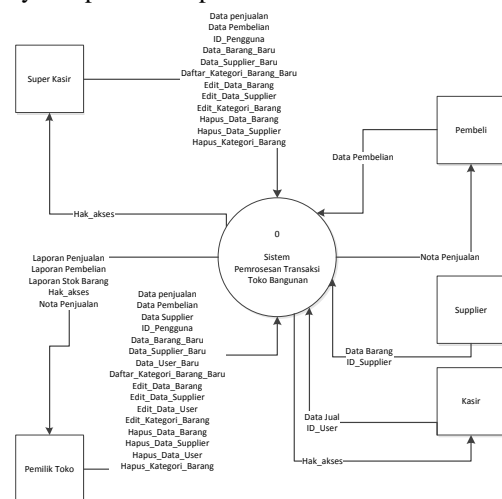 Data penjualan
Data Pembelian
ID_Pengguna
Data_Barang_Baru
Data_Supplier_Baru
Daftar_Kategori_Barang_Baru
Edit_Data_Barang
Edit_Data_Supplier
Edit_Kategori_Barang
Hapus_Data_Barang
Hapus_Data_Supplier
Hapus_Kategori_Barang
Super Kasir
Pembeli
Data Pembelian
Hak_akses
0
Sistem
Pemrosesan Transaksi
Toko Bangunan
Nota Penjualan
Laporan Penjualan
Laporan Pembelian
Laporan Stok Barang
Hak_akses
Nota Penjualan
Data penjualan
Data Pembelian
Data Supplier
ID_Pengguna
Data_Barang_Baru
Data_Supplier_Baru
Data_User_Baru
Daftar_Kategori_Barang_Baru
Edit_Data_Barang
Edit_Data_Supplier
Edit_Data_User
Edit_Kategori_Barang
Hapus_Data_Barang
Hapus_Data_Supplier
Hapus_Data_User
Hapus_Kategori_Barang
Supplier
Data Barang
ID_Supplier
Kasir
Data Jual
ID_User
Hak_akses
Pemilik Toko